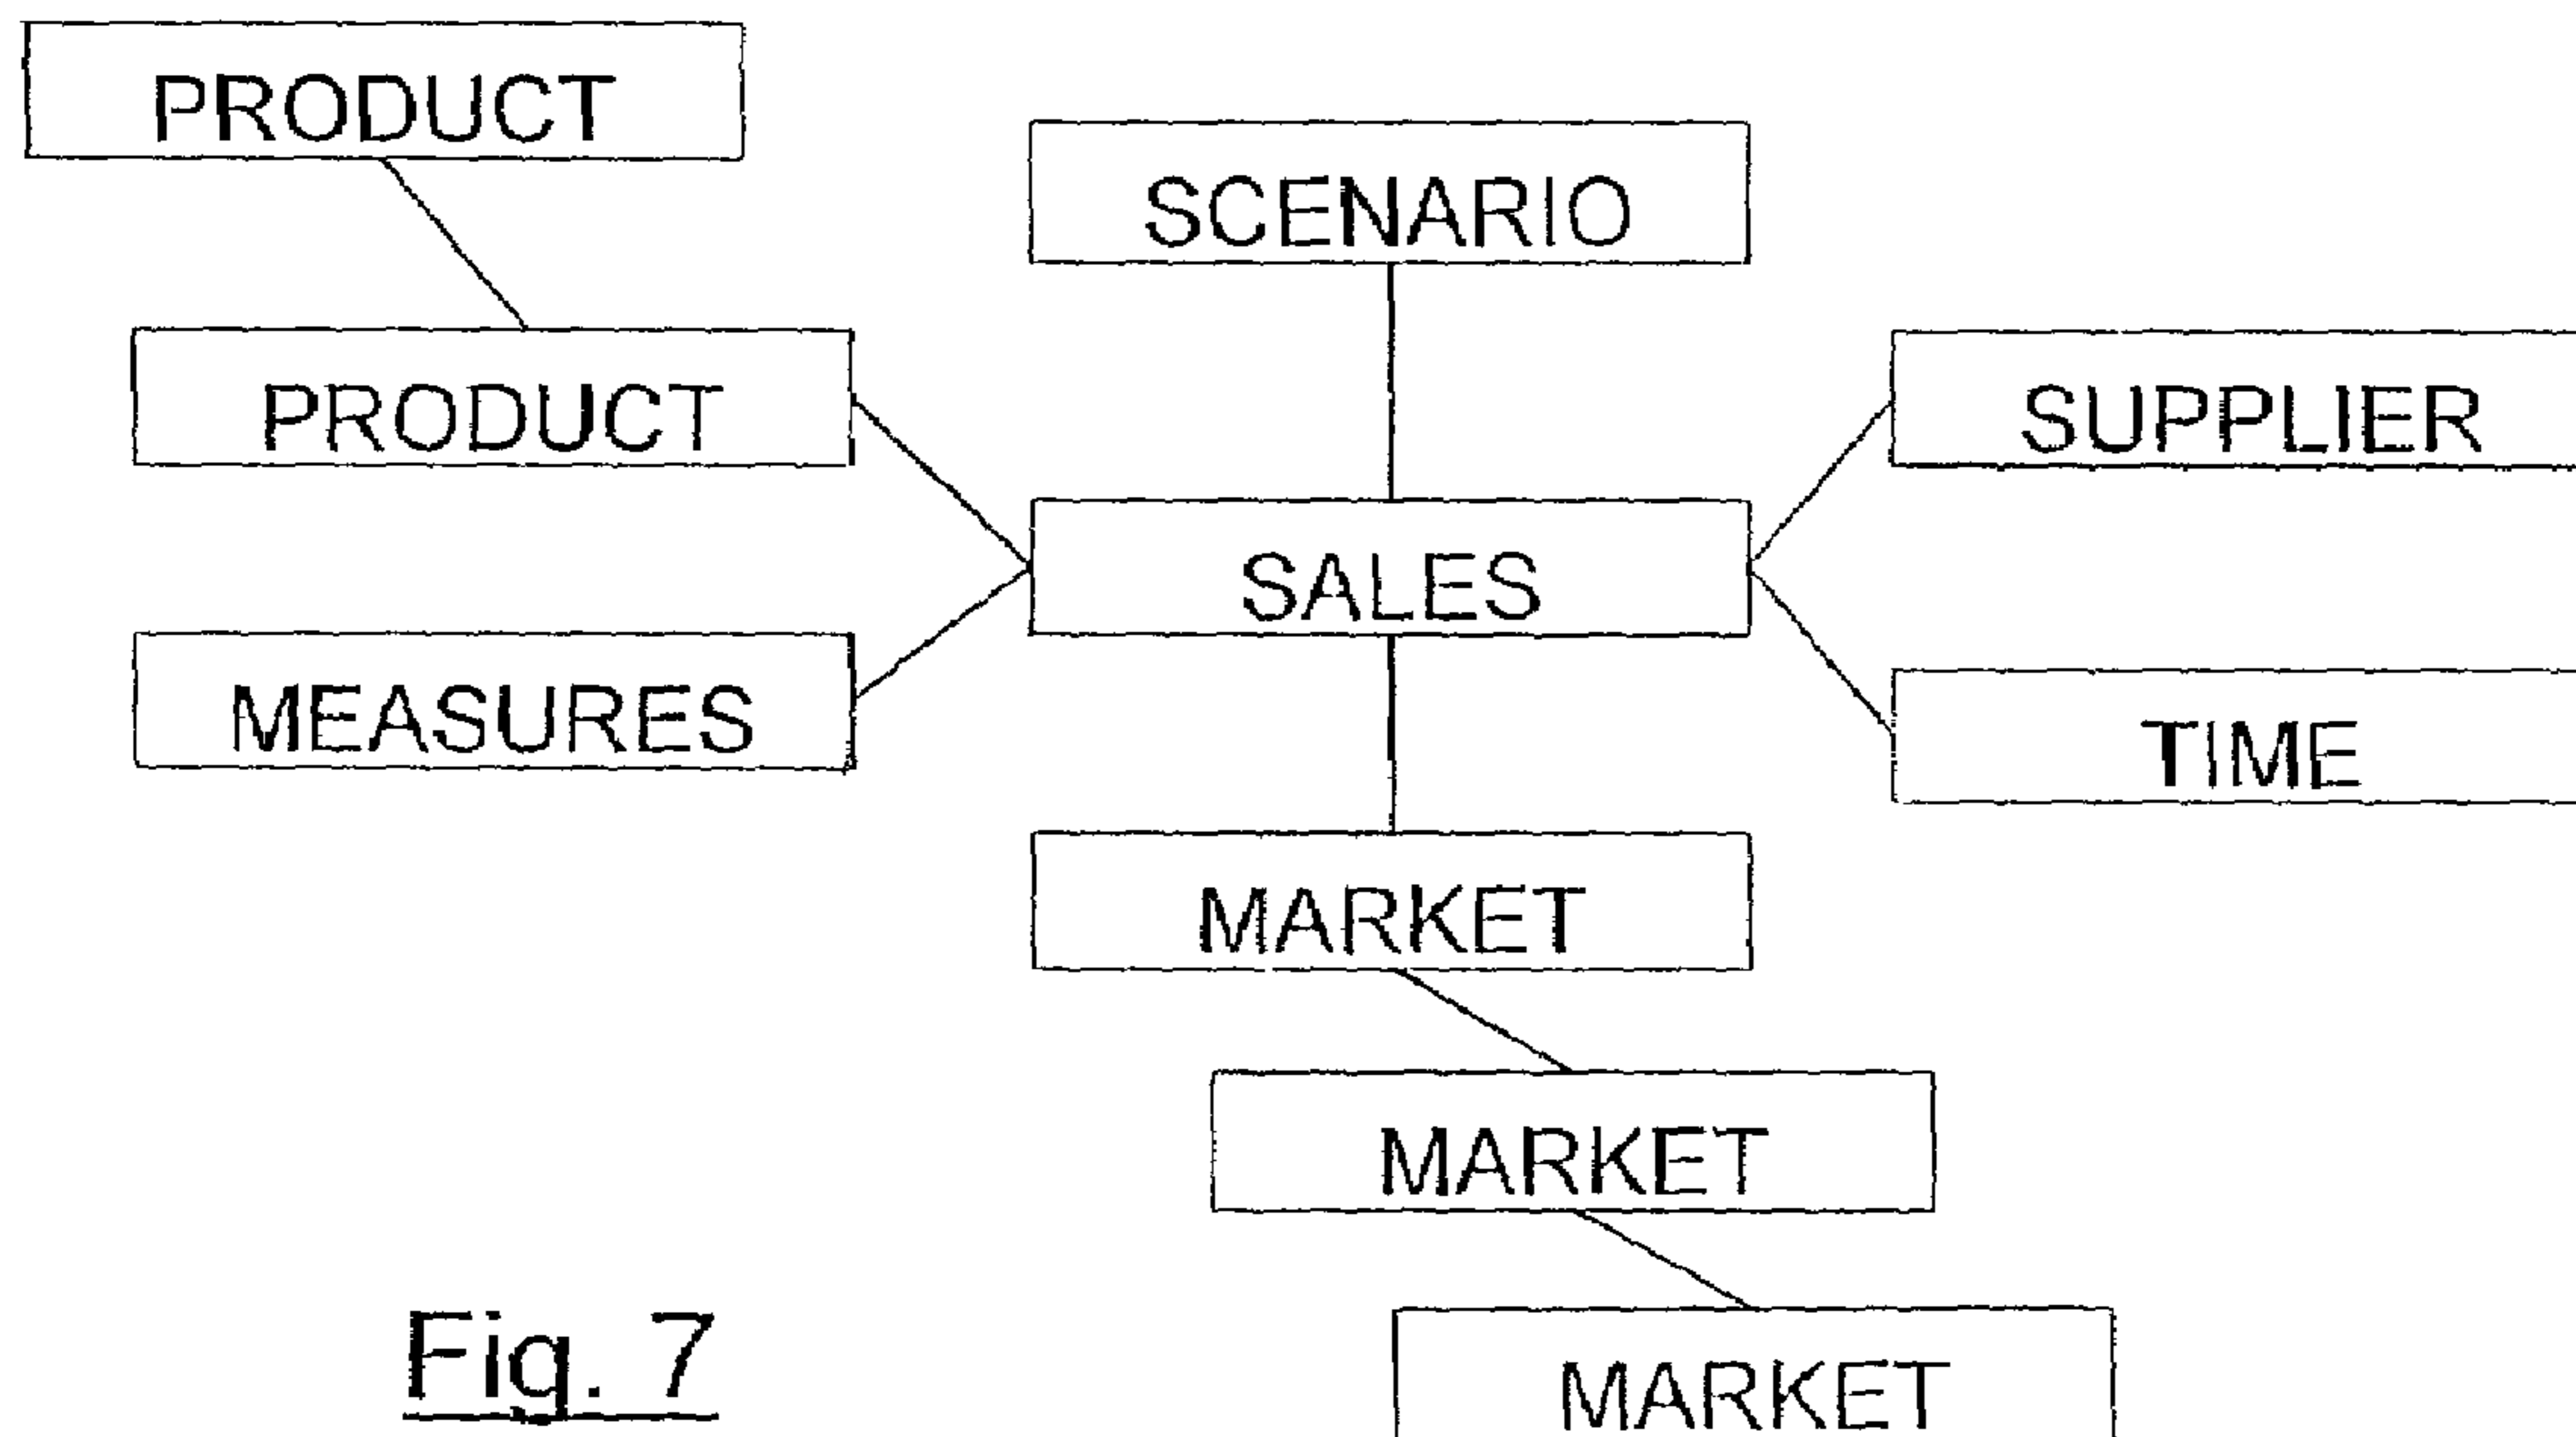 PRODUCT
SCENARIO
PRODUCT
SUPPLIER
SALES
MEASURES
TIME
MARKET
MARKET
MARKET
Fig. 7